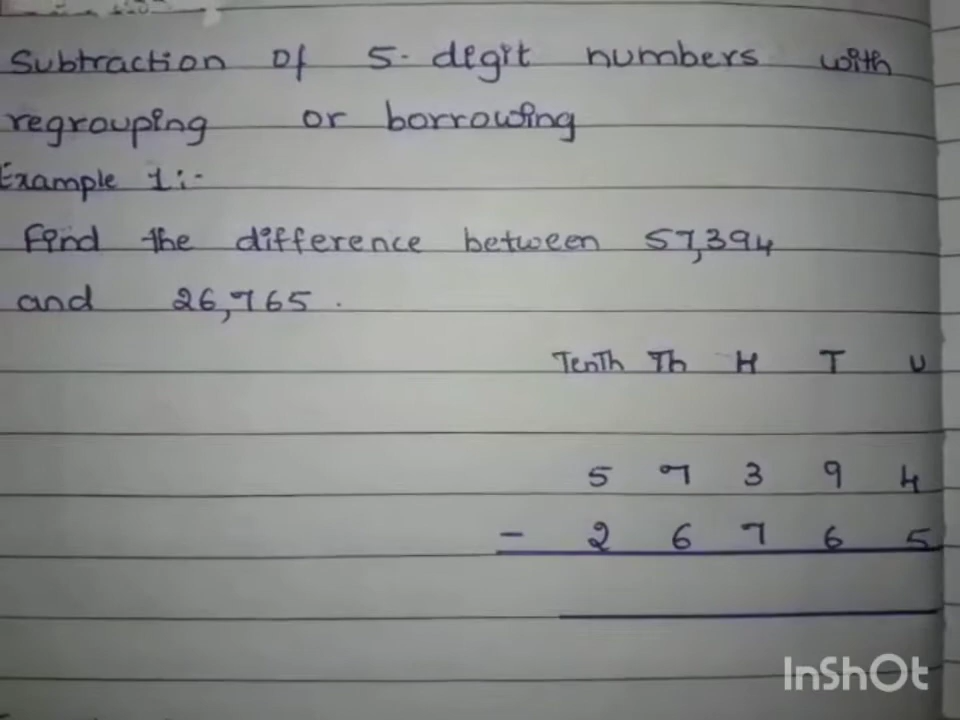 Subtraction of 5-digit numbers with
regrouping or borrowing
Example 1:-
Find the difference between 57,394
and 26,765.
TenTh Th H T U
5 7 3 9 4
- 2 6 7 6 5
InShOt